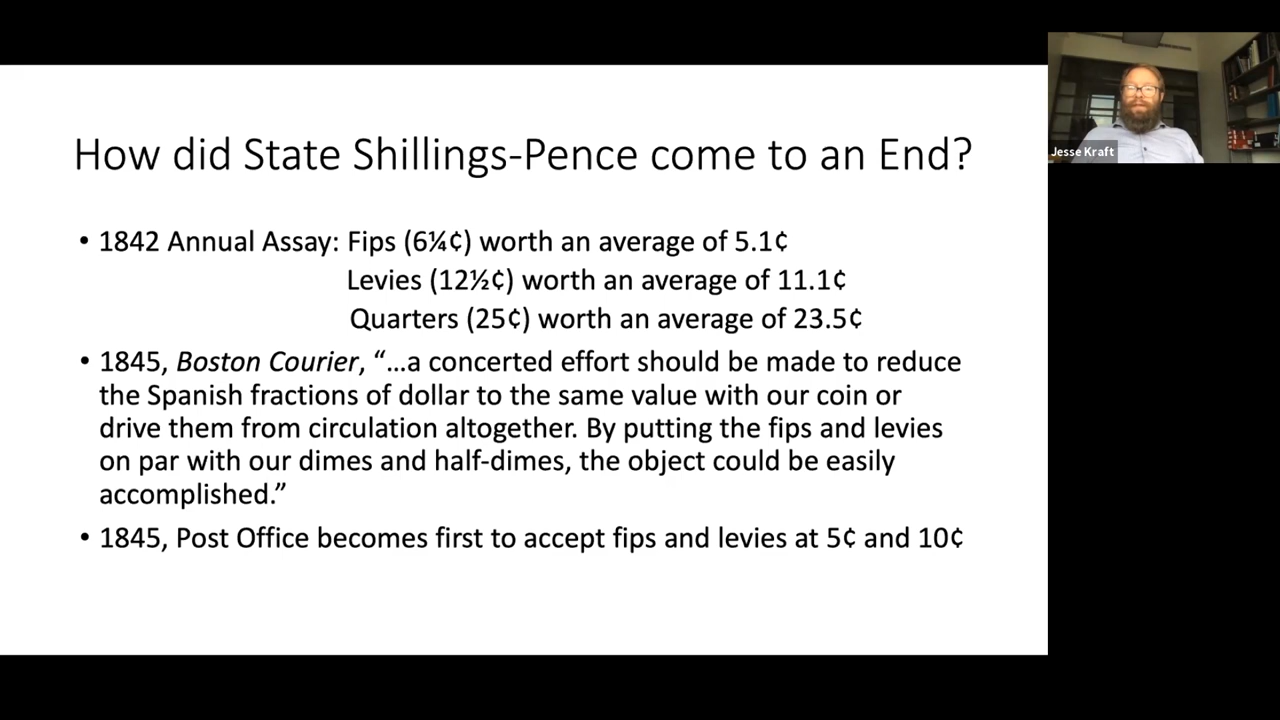 How did State Shillings-Pence come to an End?
• 1842 Annual Assay: Fips (6¼¢) worth an average of 5.1¢
Levies (12½¢) worth an average of 11.1¢
Quarters (25¢) worth an average of 23.5¢
• 1845, Boston Courier, “…a concerted effort should be made to reduce
the Spanish fractions of dollar to the same value with our coin or
drive them from circulation altogether. By putting the fips and levies
on par with our dimes and half-dimes, the object could be easily
accomplished.”
• 1845, Post Office becomes first to accept fips and levies at 5¢ and 10¢
Jesse Kraft